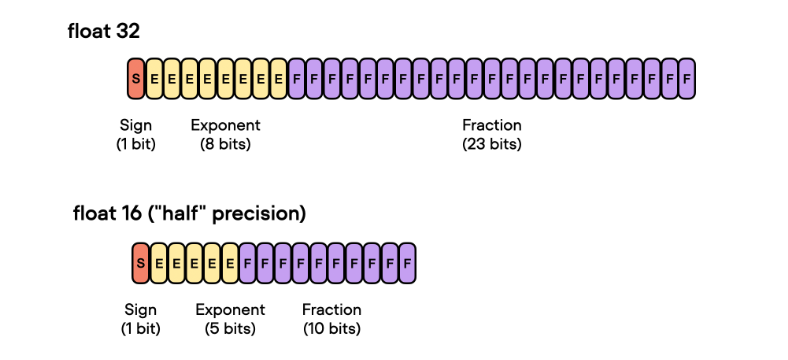 float 32
S E E E E E E E E F F F F F F F F F F F F F F F F F F F F F F F
Sign Exponent Fraction
(1 bit) (8 bits) (23 bits)
float 16 ("half" precision)
S E E E E E F F F F F F F F F F
Sign Exponent Fraction
(1 bit) (5 bits) (10 bits)